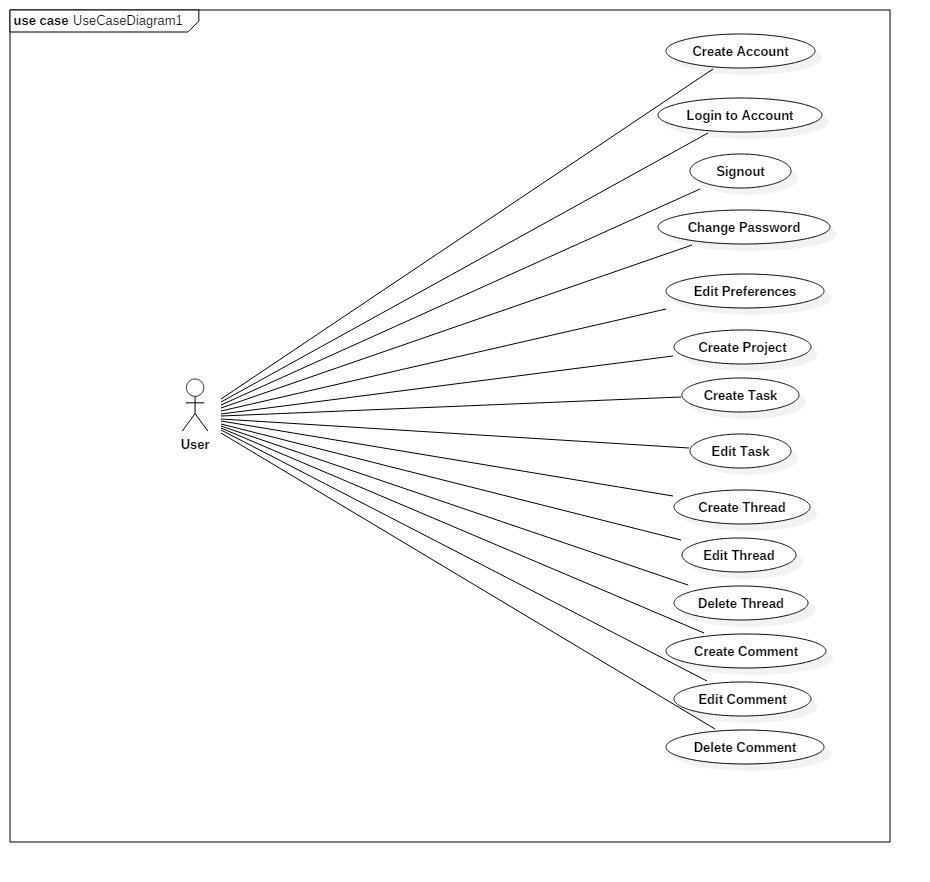 use case UseCaseDiagram1
Create Account
Login to Account
Signout
Change Password
Edit Preferences
Create Project
Create Task
User
Edit Task
Create Thread
Edit Thread
Delete Thread
Create Comment
Edit Comment
Delete Comment